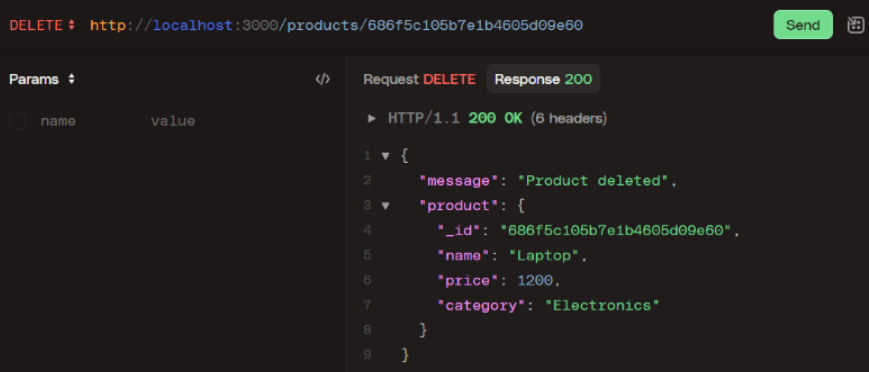 DELETE http://localhost:3000/products/686f5c105b7e1b4605d09e60 Send
Params </> Request DELETE Response 200
name value
HTTP/1.1 200 OK (6 headers)
1 {
2 "message": "Product deleted",
3 "product": {
4 "_id": "686f5c105b7e1b4605d09e60",
5 "name": "Laptop",
6 "price": 1200,
7 "category": "Electronics"
8 }
9 }